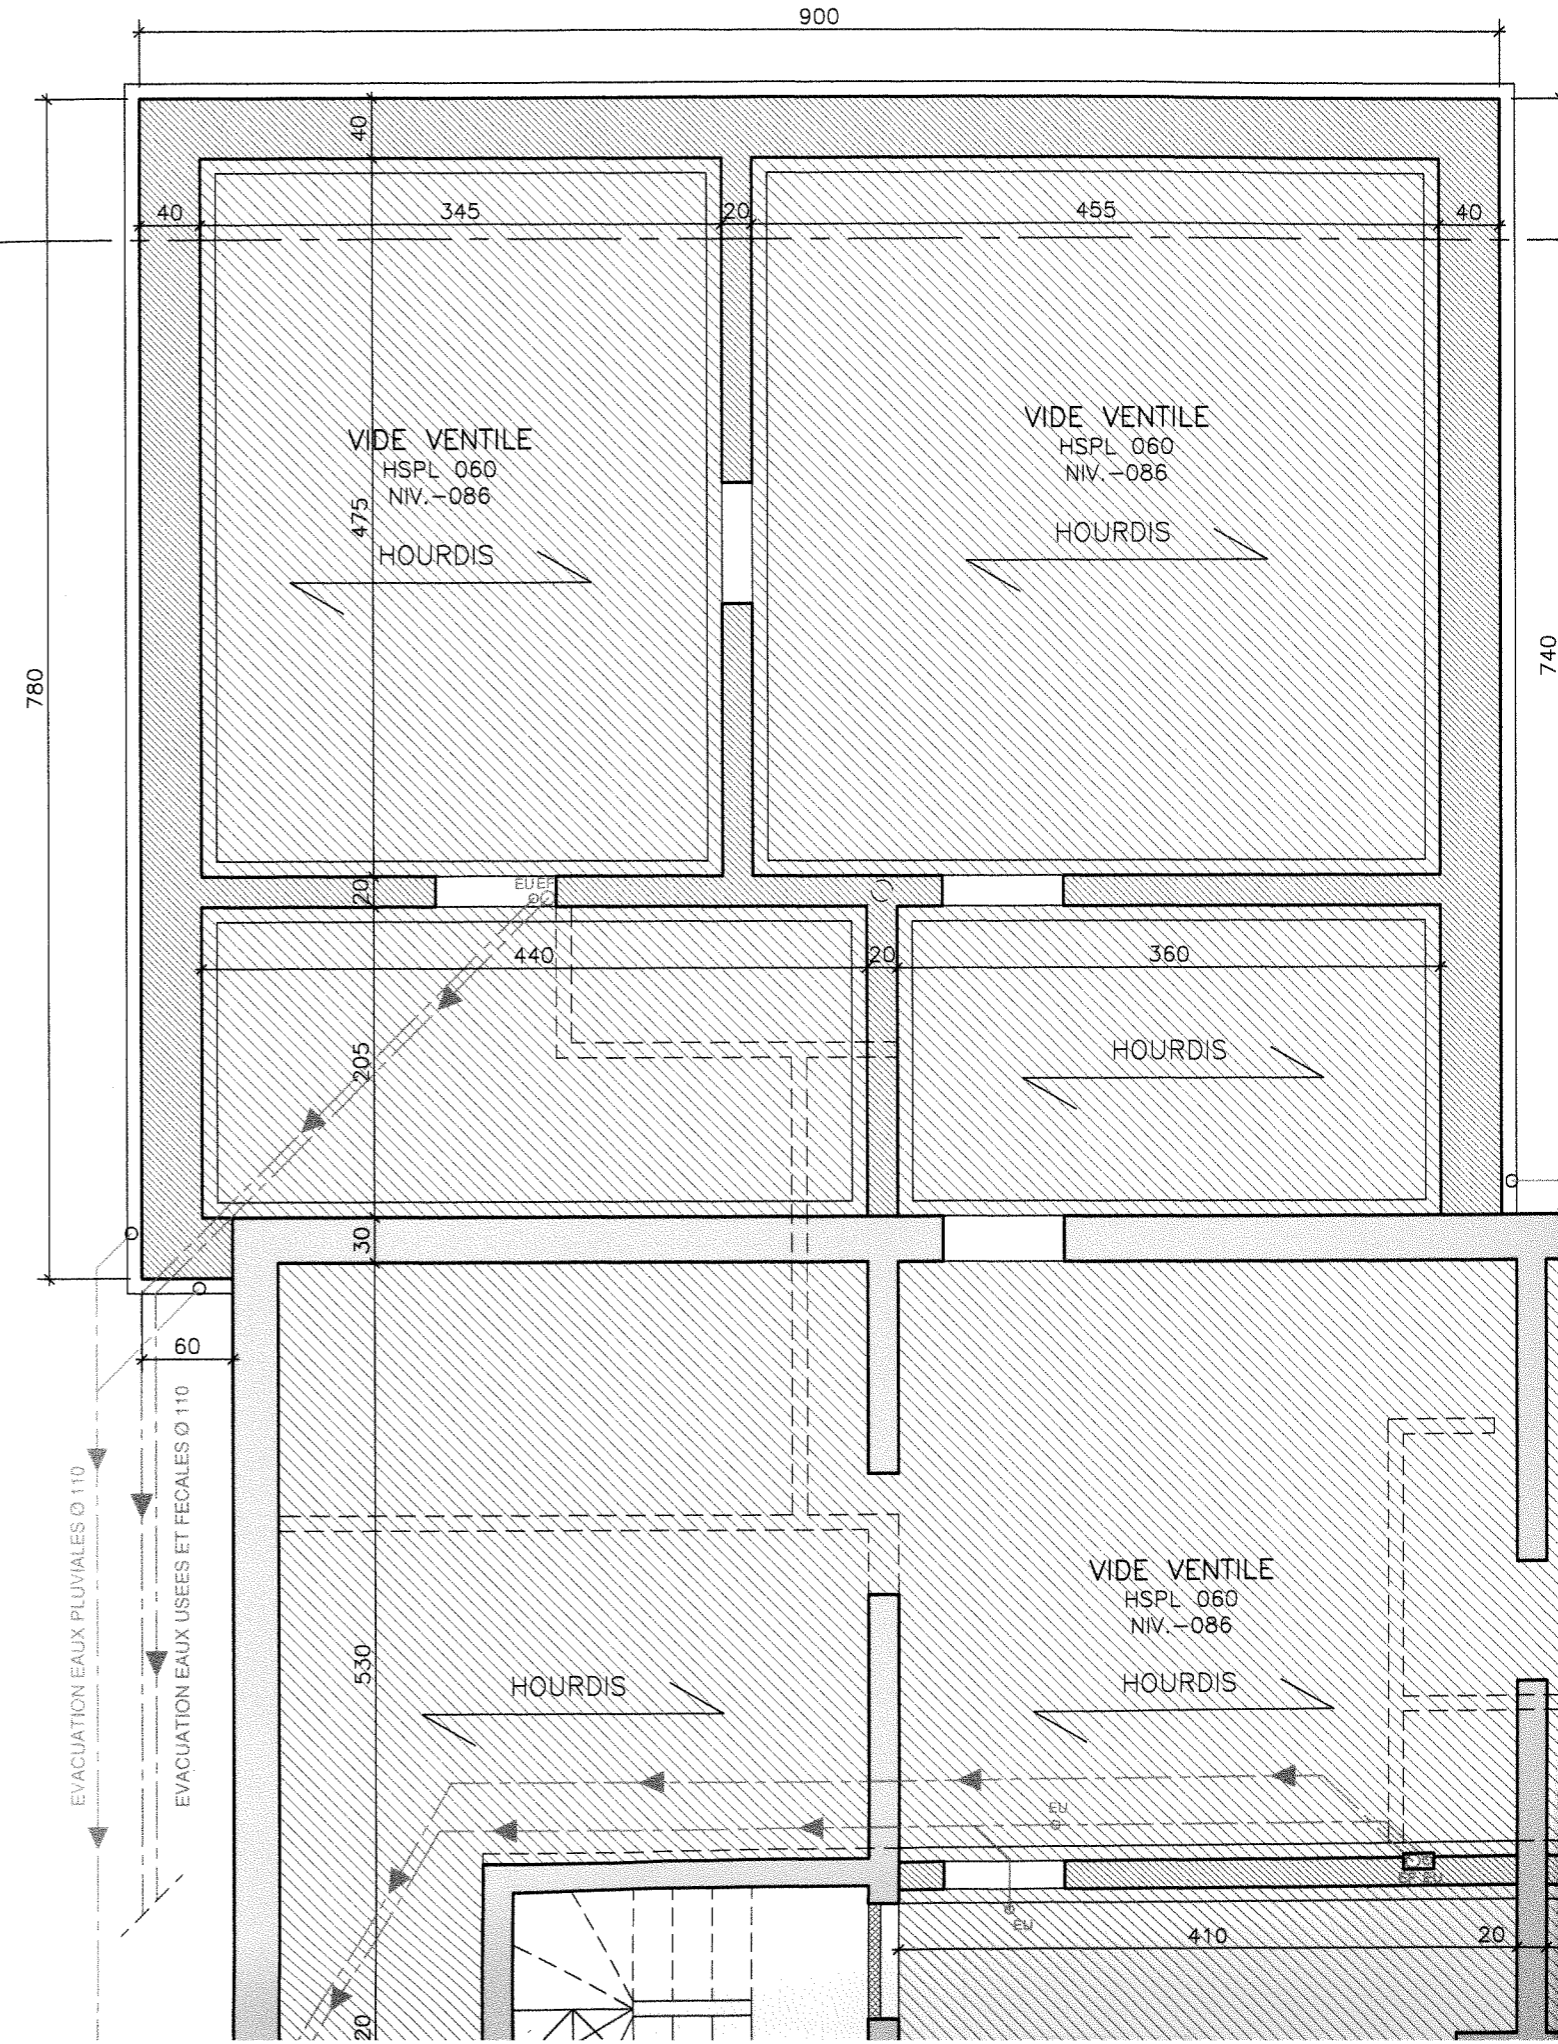 900
40
40
345
20
455
40
VIDE VENTILE
HSPL 060
NIV.-086
475
HOURDIS
VIDE VENTILE
HSPL 060
NIV.-086
HOURDIS
780
740
20
EU
440
20
360
205
HOURDIS
30
60
EVACUATION EAUX PLUVIALES Ø 110
EVACUATION EAUX USEES ET FECALES Ø 110
530
HOURDIS
VIDE VENTILE
HSPL 060
NIV.-086
HOURDIS
EU
EU
410
20
20